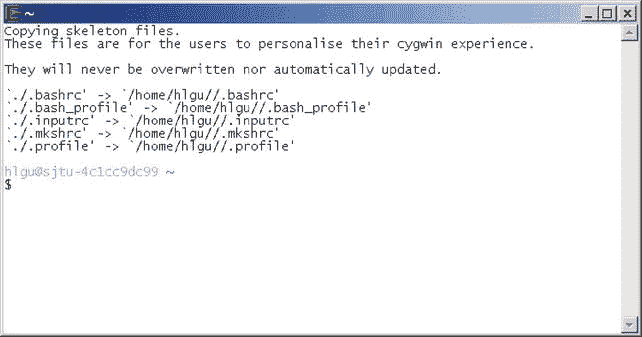 ~
Copying skeleton files.
These files are for the users to personalise their cygwin experience.
They will never be overwritten nor automatically updated.
`./.bashrc' -> `/home/hlgu//.bashrc'
`./.bash_profile' -> `/home/hlgu//.bash_profile'
`./.inputrc' -> `/home/hlgu//.inputrc'
`./.mkshrc' -> `/home/hlgu//.mkshrc'
`./.profile' -> `/home/hlgu//.profile'
hlgu@sjtu-4c1cc9dc99 ~
$